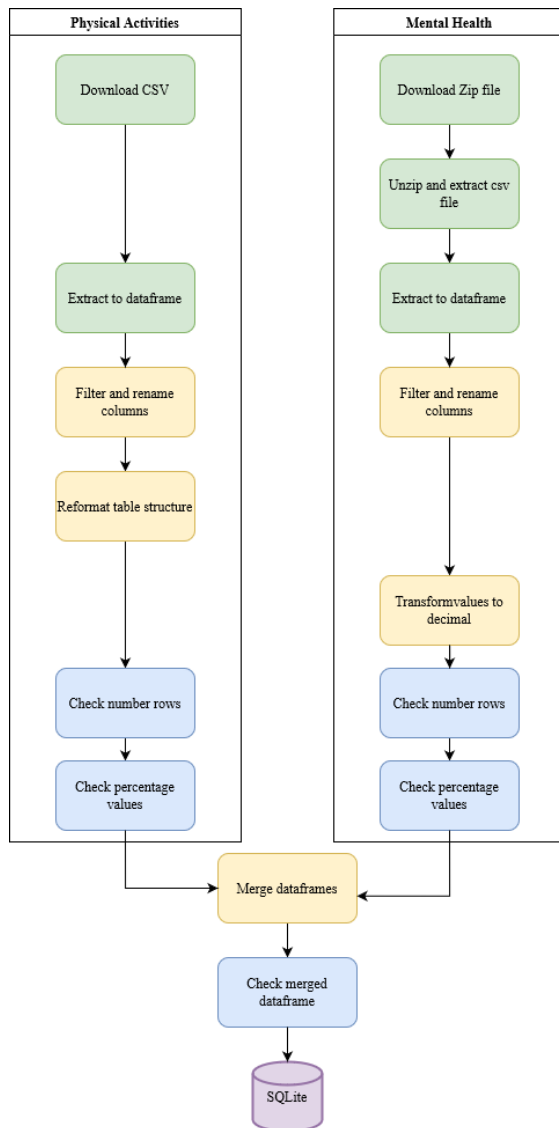 Physical Activities
Download CSV
Extract to dataframe
Filter and rename
columns
Reformat table structure
Check number rows
Check percentage
values
Mental Health
Download Zip file
Unzip and extract csv
file
Extract to dataframe
Filter and rename
columns
Transformvalues to
decimal
Check number rows
Check percentage
values
Merge dataframes
Check merged
dataframe
SQLite